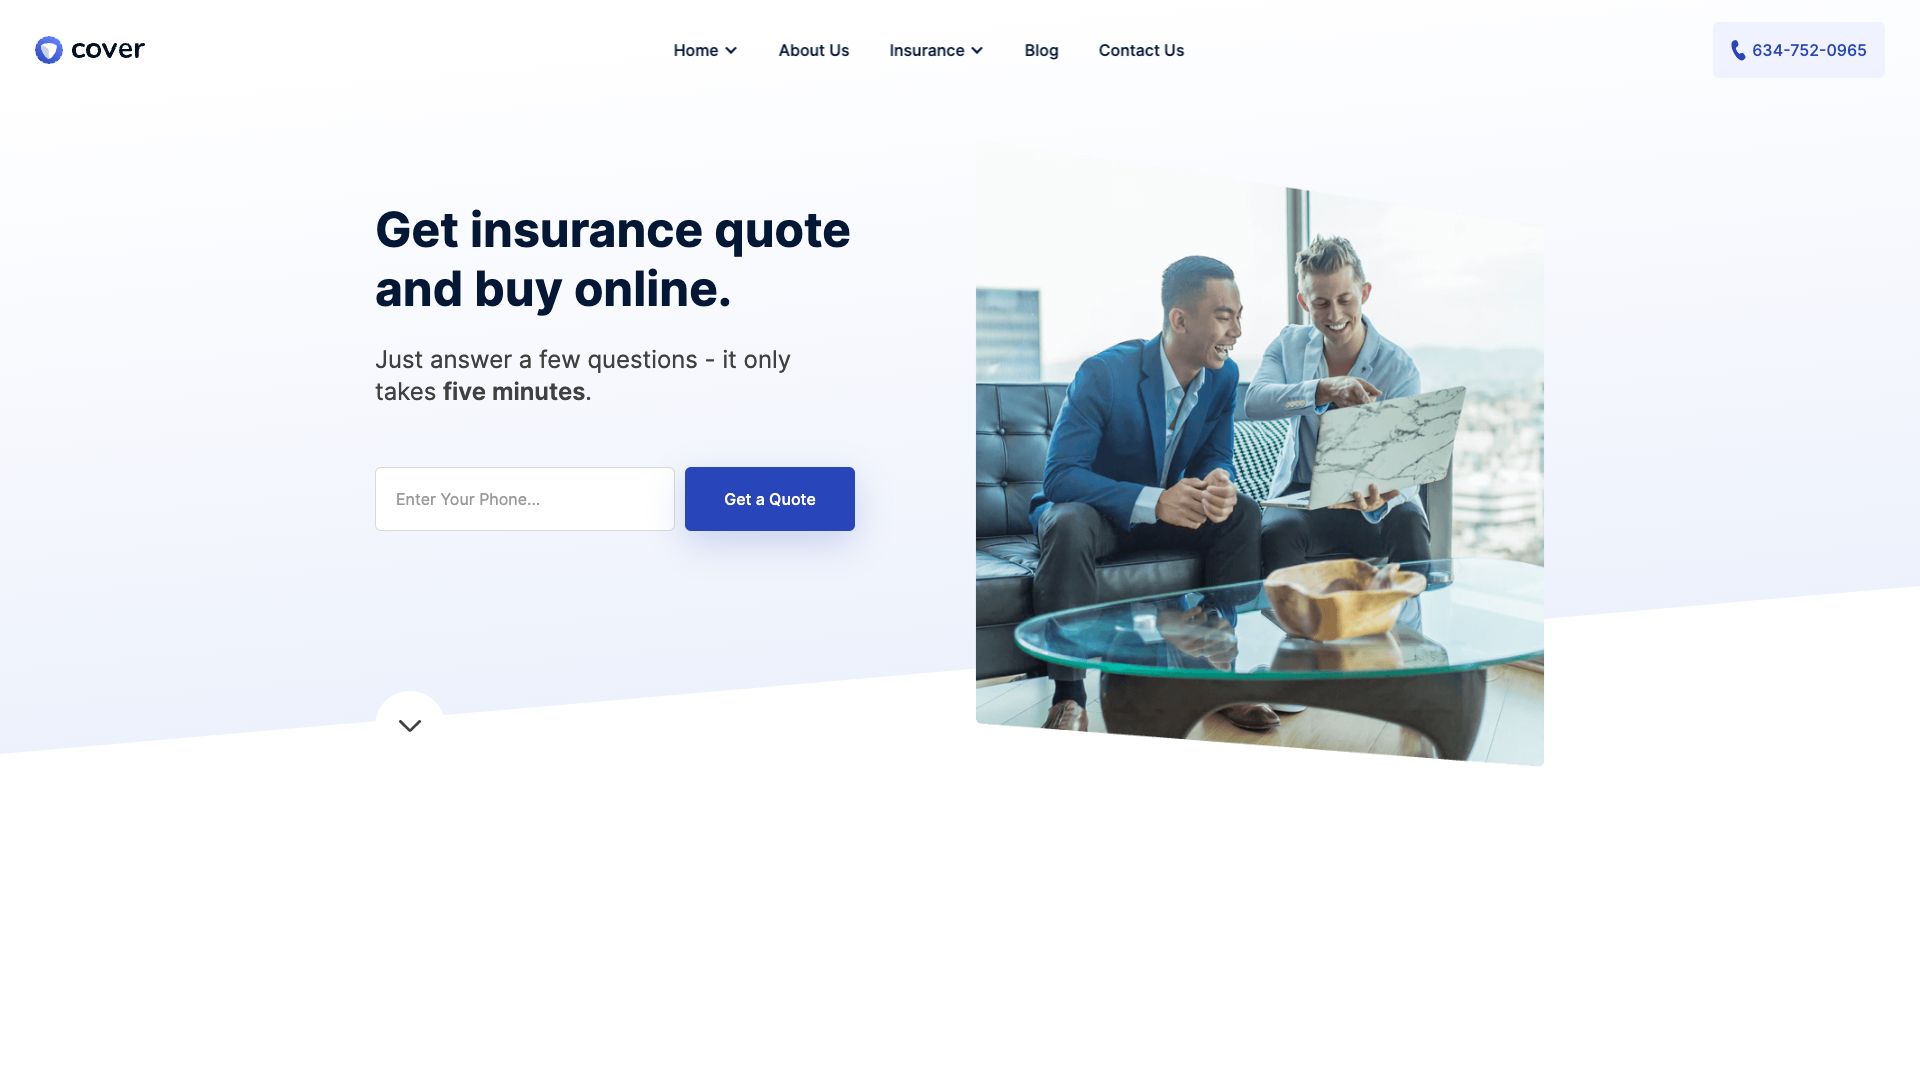 cover
Home
About Us
Insurance
Blog
Contact Us
634-752-0965
Get insurance quote
and buy online.
Just answer a few questions - it only
takes five minutes.
Enter Your Phone...
Get a Quote